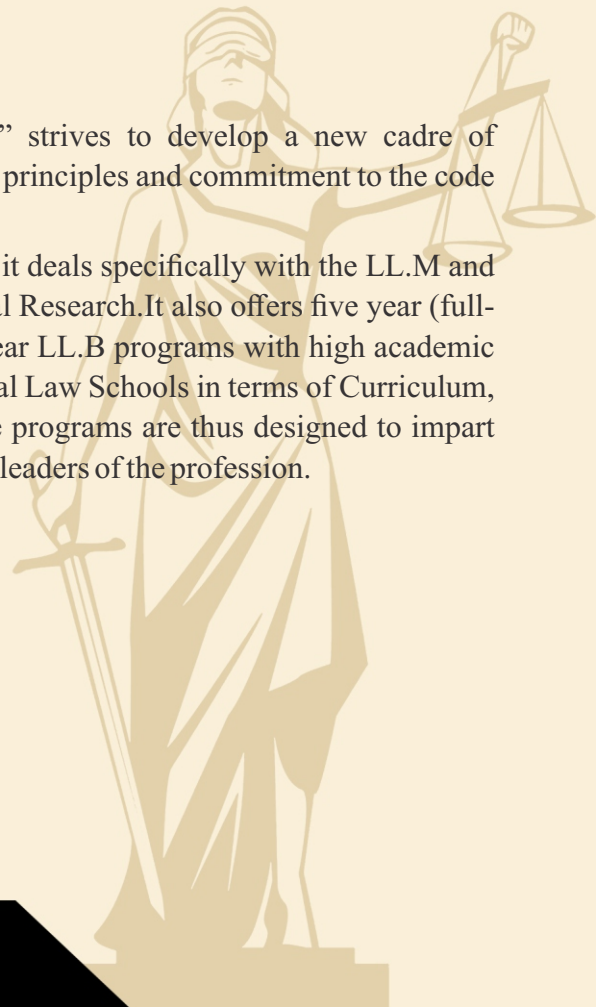 ” strives to develop a new cadre of
principles and commitment to the code
it deals specifically with the LL.M and
al Research.It also offers five year (full-
ear LL.B programs with high academic
al Law Schools in terms of Curriculum,
e programs are thus designed to impart
leaders of the profession.